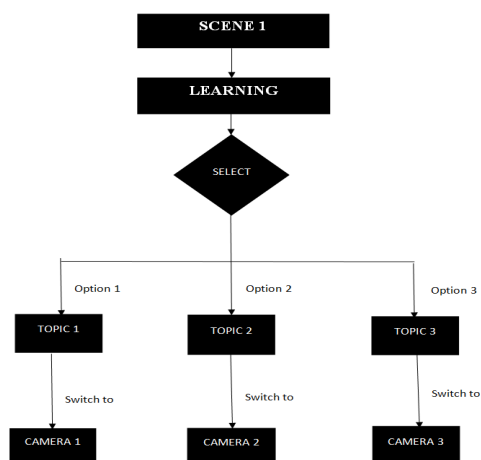 SCENE 1
LEARNING
SELECT
Option 1
Option 2
Option 3
TOPIC 1
TOPIC 2
TOPIC 3
Switch to
Switch to
Switch to
CAMERA 1
CAMERA 2
CAMERA 3